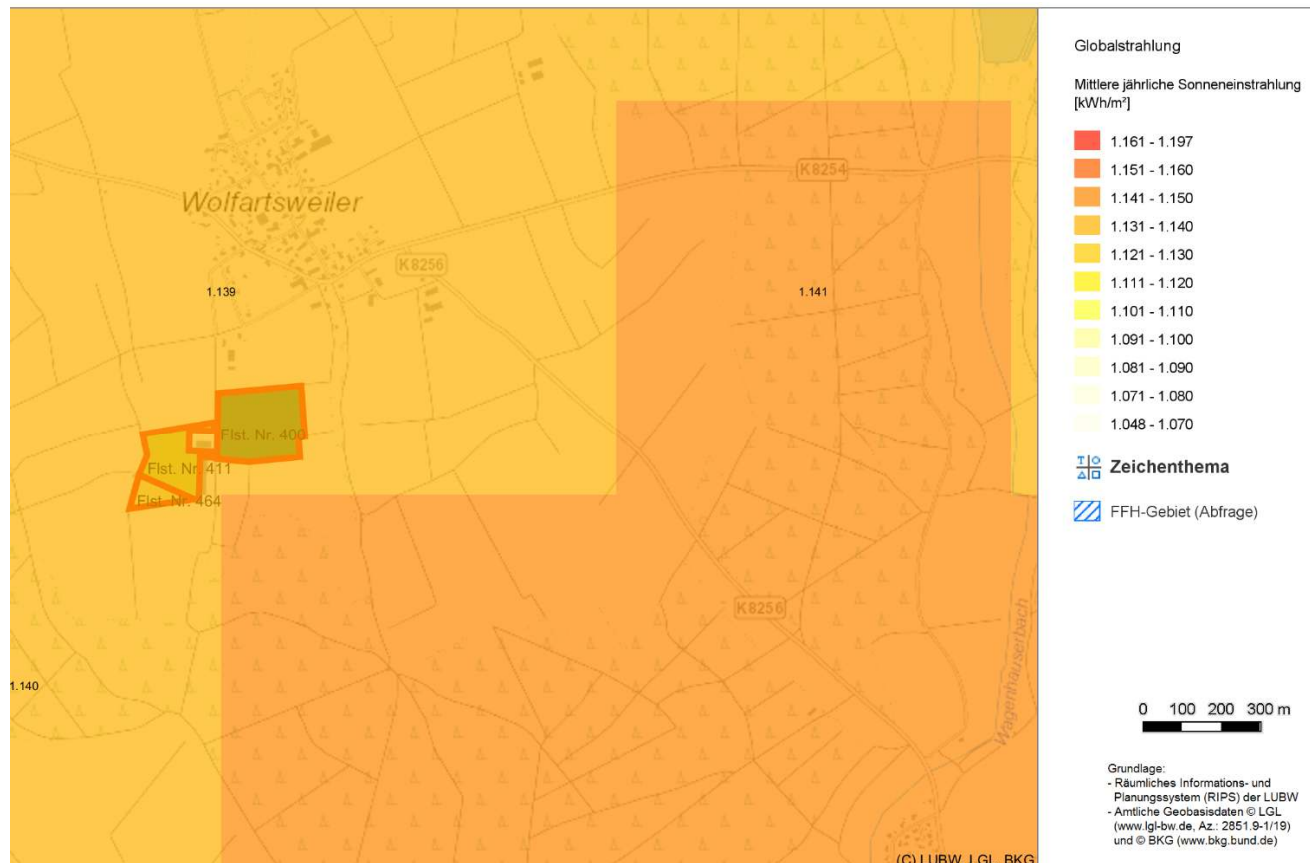 Wolfartsweiler
K8254
K8256
1.139
1.141
Flst. Nr. 400
Flst. Nr. 411
Flst. Nr. 464
K8256
1.140
Wagenhauserbach
(C) LUBW, LGL, BKG
Globalstrahlung
Mittlere jährliche Sonneneinstrahlung
[kWh/m²]
1.161 - 1.197
1.151 - 1.160
1.141 - 1.150
1.131 - 1.140
1.121 - 1.130
1.111 - 1.120
1.101 - 1.110
1.091 - 1.100
1.081 - 1.090
1.071 - 1.080
1.048 - 1.070
Zeichenthema
FFH-Gebiet (Abfrage)
0 100 200 300 m
Grundlage:
- Räumliches Informations- und
Planungssystem (RIPS) der LUBW
- Amtliche Geobasisdaten © LGL
(www.lgl-bw.de, Az.: 2851.9-1/19)
und © BKG (www.bkg.bund.de)